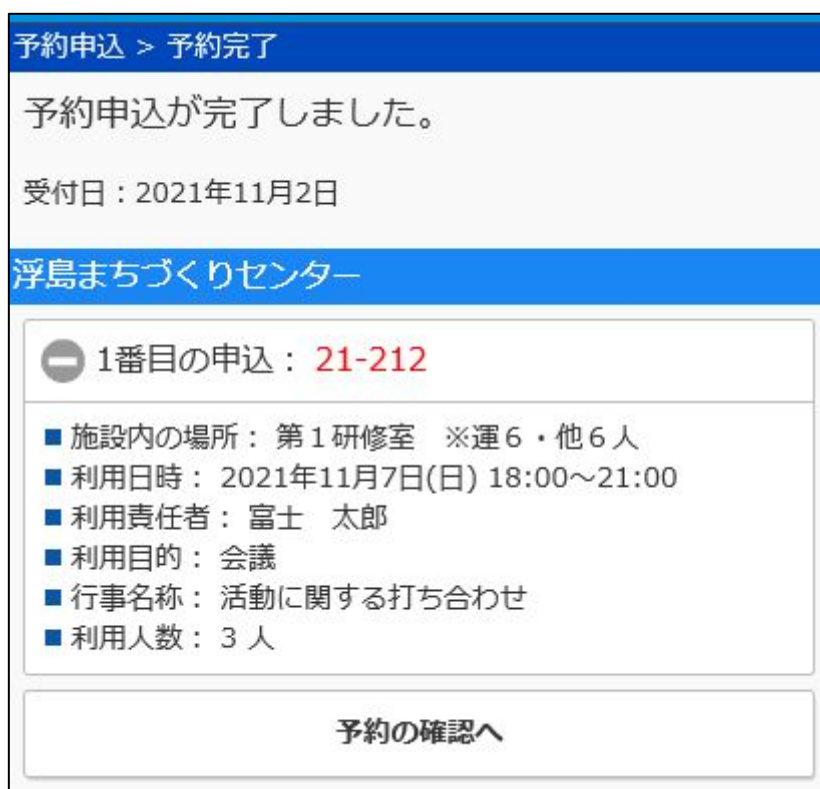 予約申込 > 予約完了
予約申込が完了しました。
受付日：2021年11月2日
浮島まちづくりセンター
1番目の申込： 21-212
■ 施設内の場所： 第１研修室　※運６・他６人
■ 利用日時： 2021年11月7日(日) 18:00～21:00
■ 利用責任者： 富士　太郎
■ 利用目的： 会議
■ 行事名称： 活動に関する打ち合わせ
■ 利用人数： 3 人
予約の確認へ